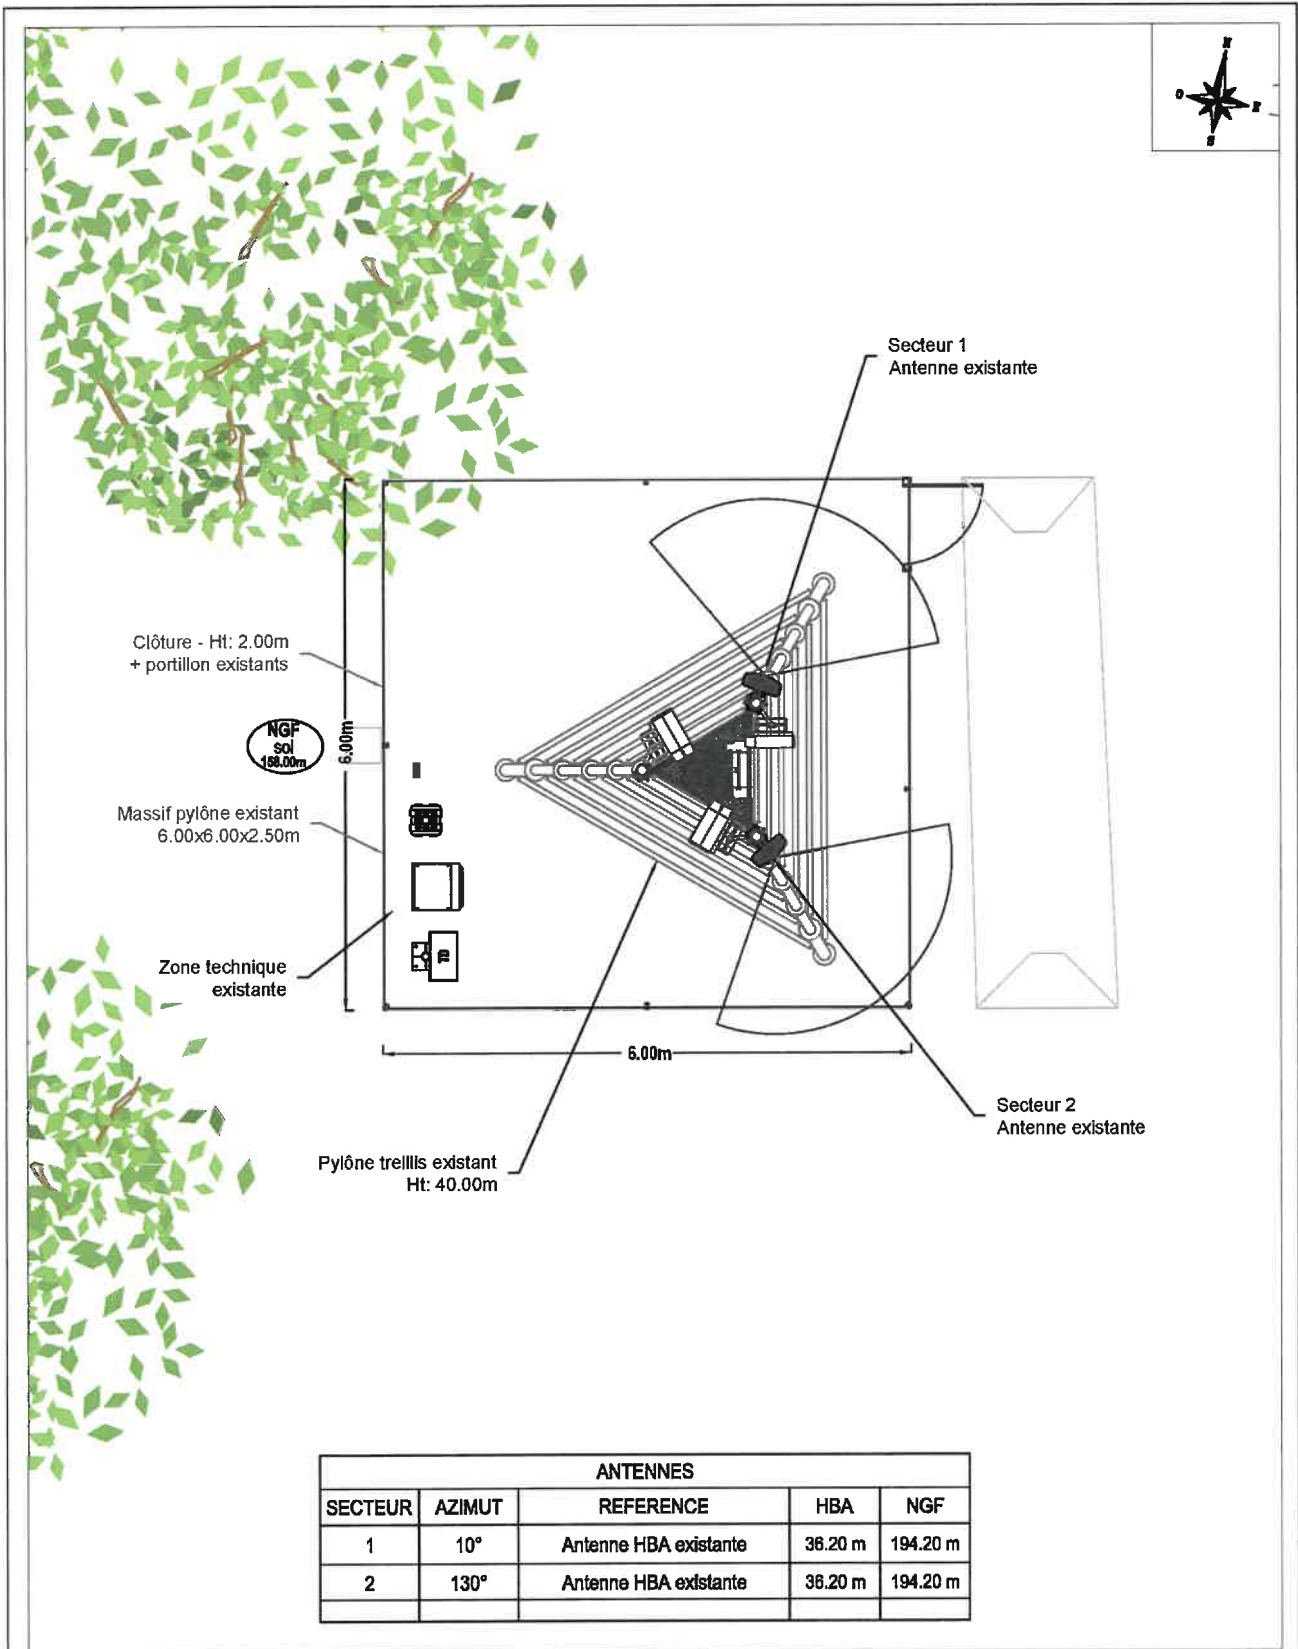 N
O
E
S
Secteur 1
Antenne existante
Clôture - Ht: 2.00m
+ portillon existants
NGF
sol
158.00m
6.00m
Massif pylône existant
6.00x6.00x2.50m
Zone technique
existante
TD
6.00m
Secteur 2
Antenne existante
Pylône treillis existant
Ht: 40.00m
ANTENNES
SECTEUR AZIMUT REFERENCE HBA NGF
1 10° Antenne HBA existante 36.20 m 194.20 m
2 130° Antenne HBA existante 36.20 m 194.20 m